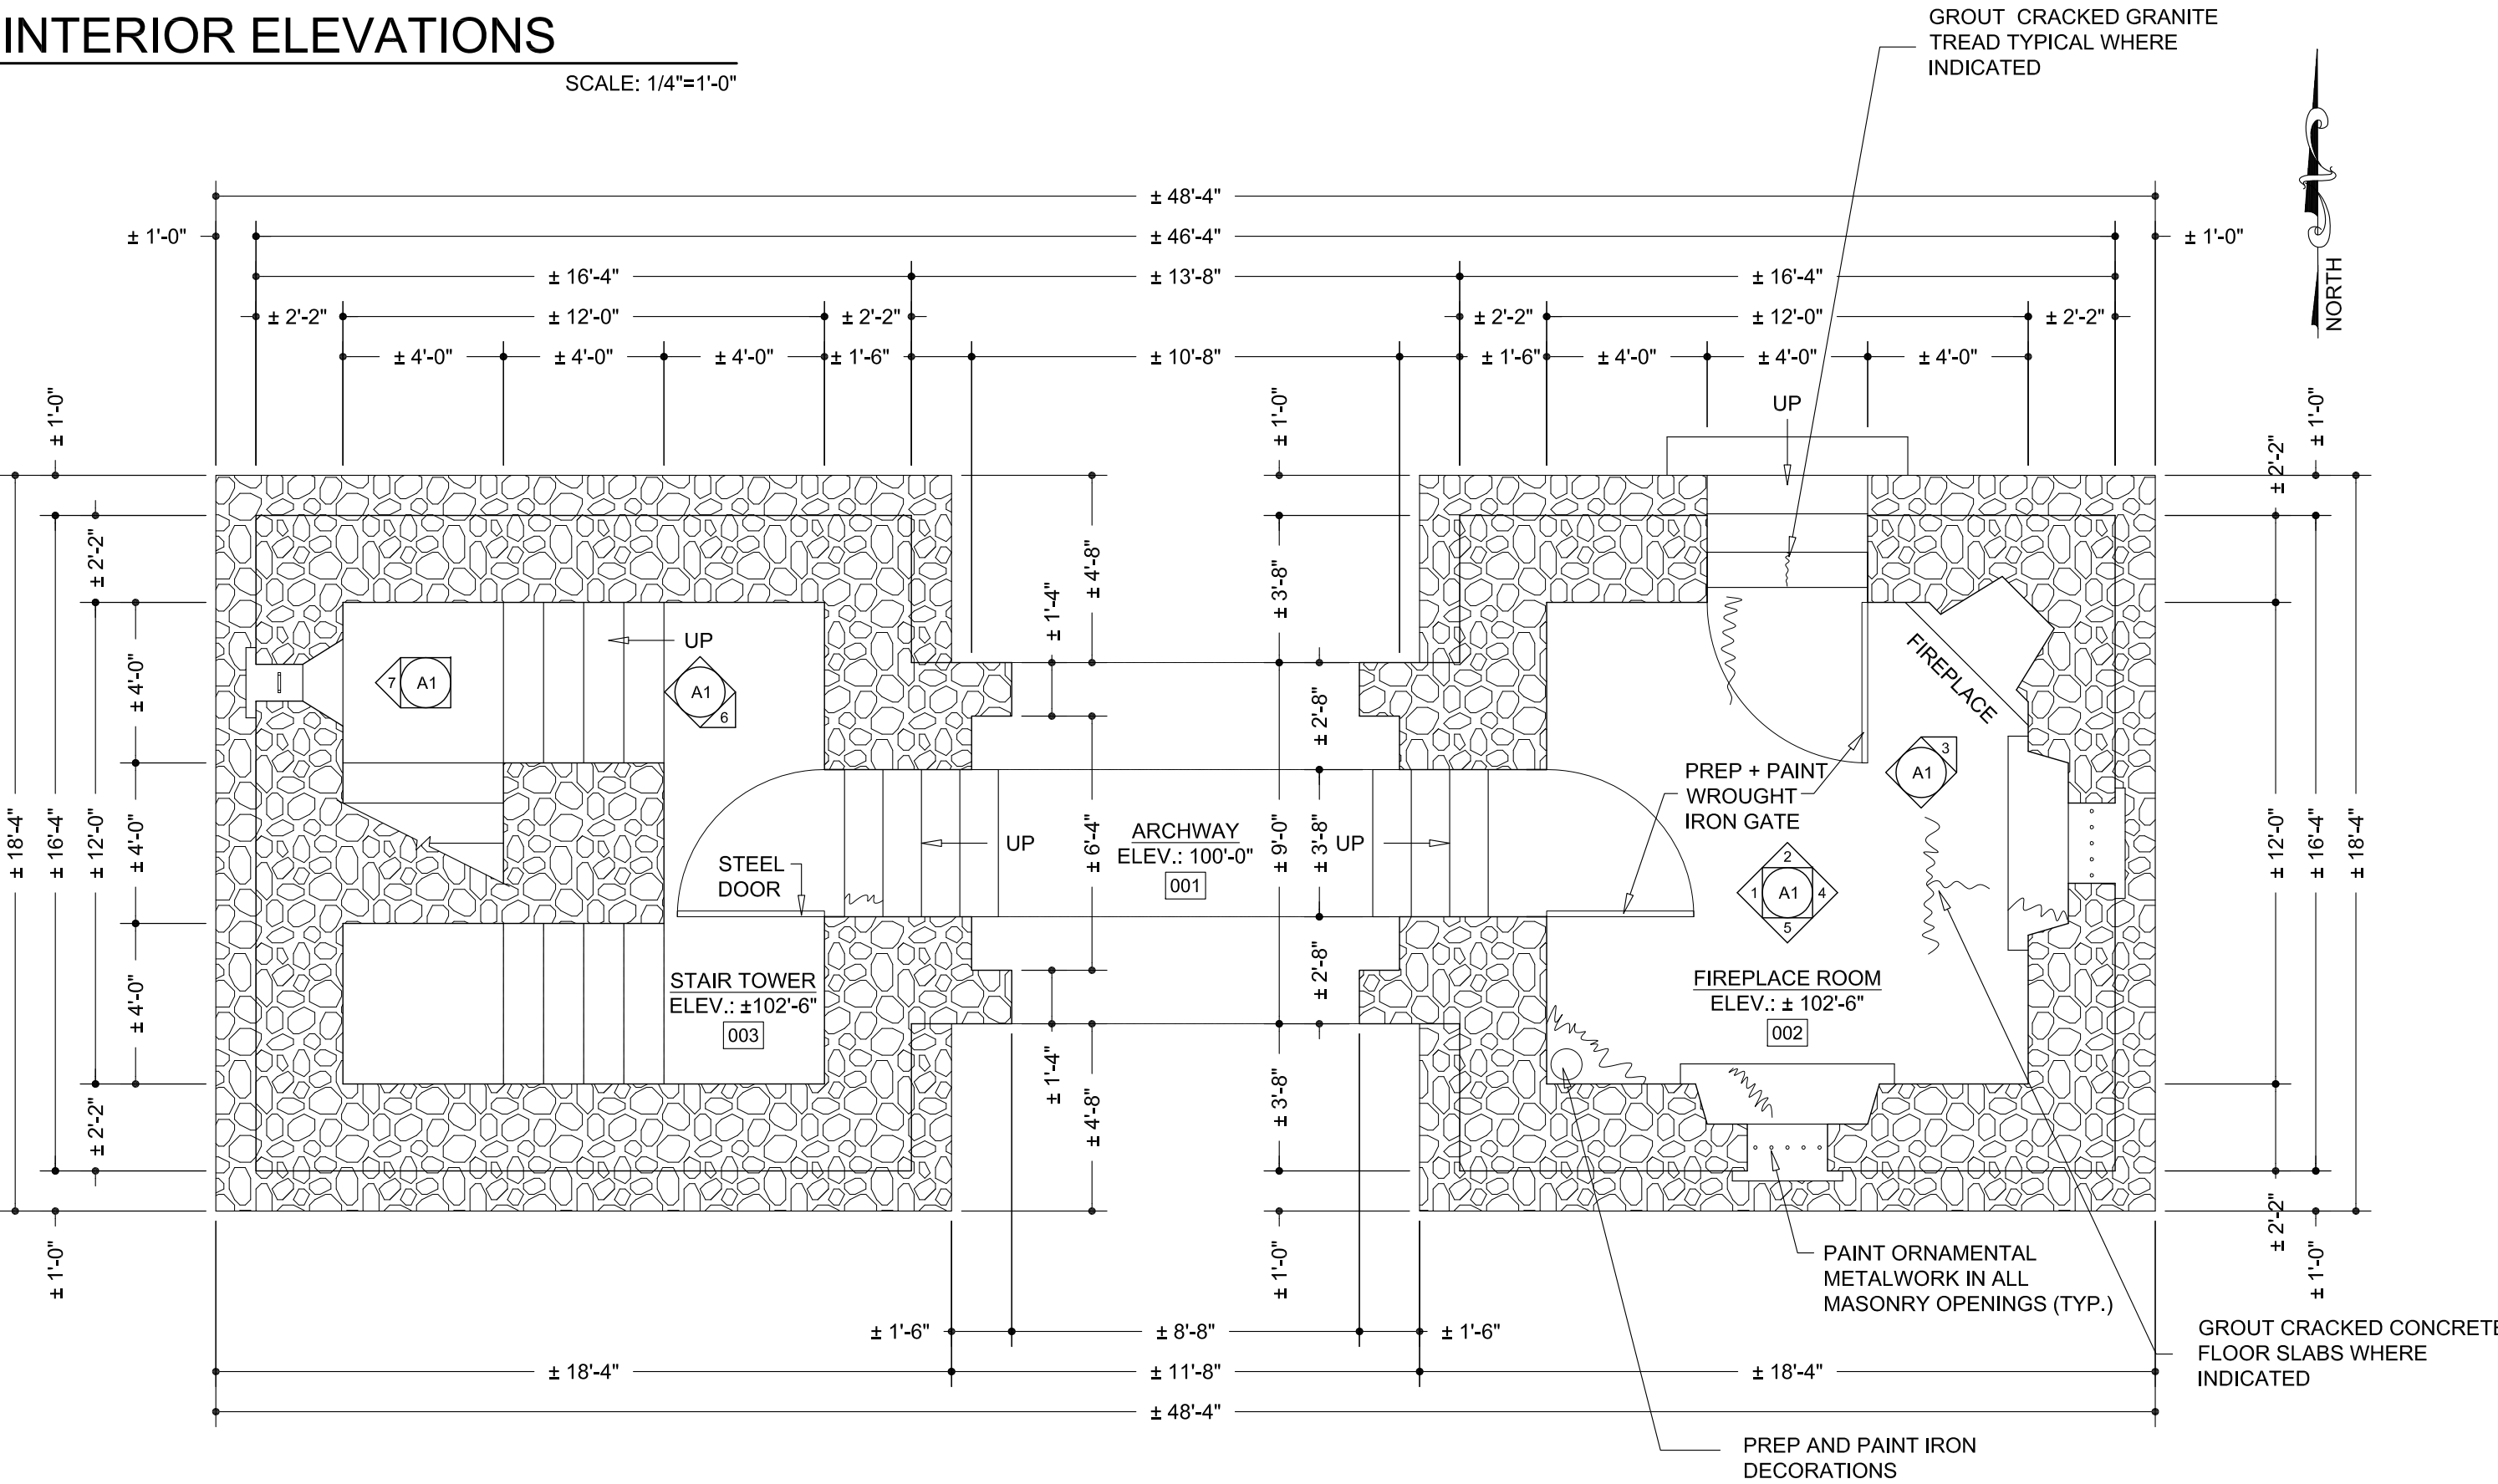 INTERIOR ELEVATIONS
SCALE: 1/4"=1'-0"
GROUT CRACKED GRANITE
TREAD TYPICAL WHERE
INDICATED
NORTH
± 48'-4"
± 1'-0"
± 46'-4"
± 1'-0"
± 16'-4"
± 13'-8"
± 16'-4"
± 2'-2"
± 12'-0"
± 2'-2"
± 2'-2"
± 12'-0"
± 2'-2"
± 4'-0"
± 4'-0"
± 4'-0"
± 1'-6"
± 10'-8"
± 1'-6"
± 4'-0"
± 4'-0"
± 4'-0"
± 18'-4"
± 1'-0"
± 16'-4"
± 1'-0"
± 2'-2"
± 12'-0"
± 2'-2"
± 4'-0"
± 4'-0"
± 4'-0"
UP
7
A1
A1
6
STEEL
DOOR
STAIR TOWER
ELEV.: ±102'-6"
003
± 1'-4"
± 4'-8"
± 6'-4"
± 1'-4"
± 4'-8"
UP
ARCHWAY
ELEV.: 100'-0"
001
± 1'-0"
± 3'-8"
± 9'-0"
± 3'-8"
± 1'-0"
± 2'-8"
± 3'-8"
± 2'-8"
UP
UP
FIREPLACE
PREP + PAINT
WROUGHT
IRON GATE
3
A1
2
1
A1
4
5
FIREPLACE ROOM
ELEV.: ± 102'-6"
002
± 2'-2"
± 12'-0"
± 2'-2"
± 1'-0"
± 16'-4"
± 1'-0"
± 18'-4"
PAINT ORNAMENTAL
METALWORK IN ALL
MASONRY OPENINGS (TYP.)
GROUT CRACKED CONCRETE
FLOOR SLABS WHERE
INDICATED
± 1'-6"
± 8'-8"
± 1'-6"
± 18'-4"
± 11'-8"
± 18'-4"
± 48'-4"
PREP AND PAINT IRON
DECORATIONS